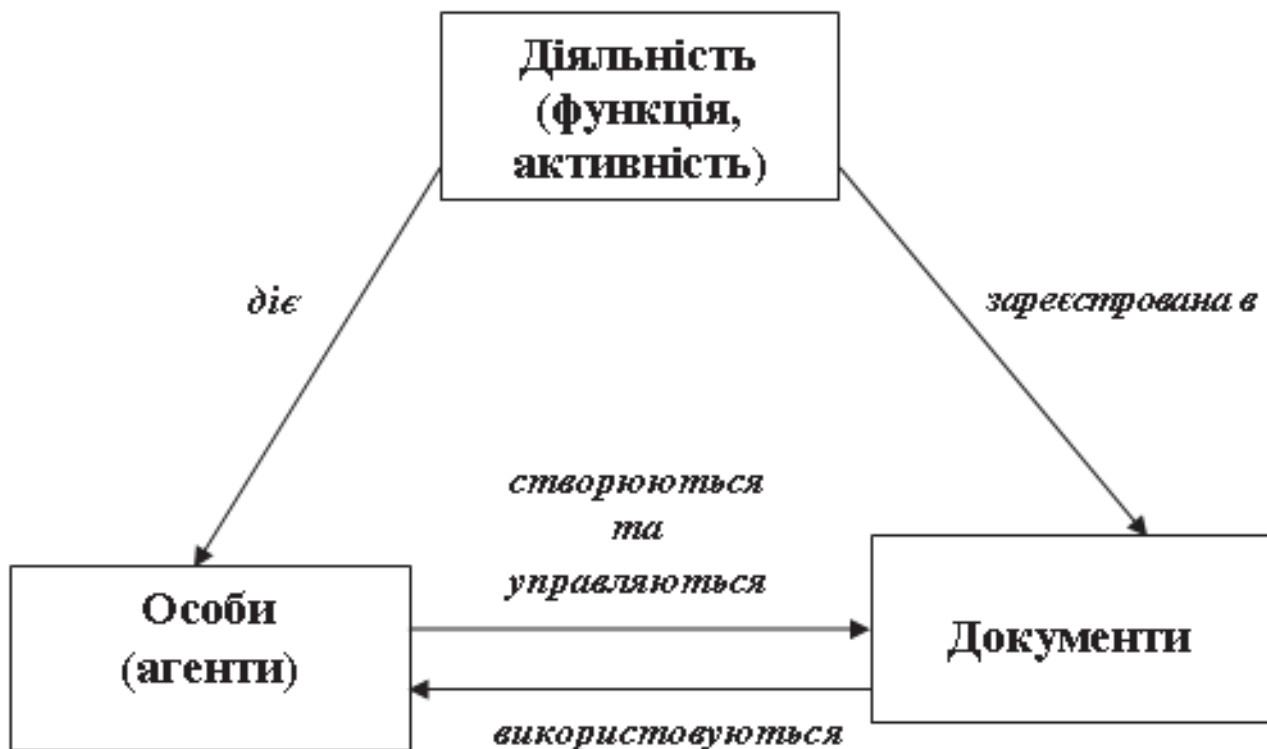 Діяльність
(функція,
активність)
діє
зареєстрована в
створюються
та
управляються
Особи
(агенти)
Документи
використовуються